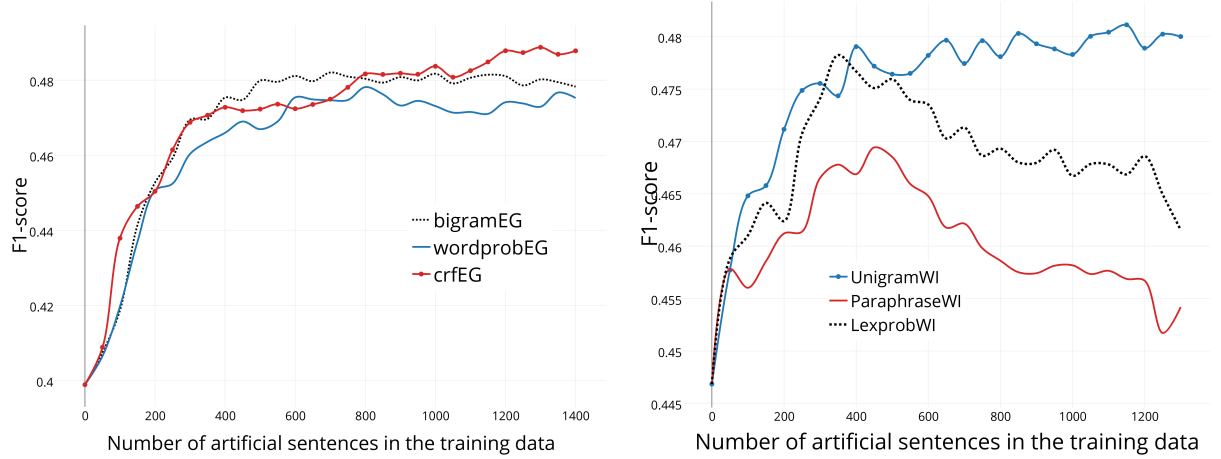 0.48
0.46
0.44
0.42
0.4
F1-score
bigramEG
wordprobEG
crfEG
0 200 400 600 800 1000 1200 1400
Number of artificial sentences in the training data
0.48
0.475
0.47
0.465
0.46
0.455
0.45
0.445
F1-score
UnigramWI
ParaphraseWI
LexprobWI
0 200 400 600 800 1000 1200
Number of artificial sentences in the training data